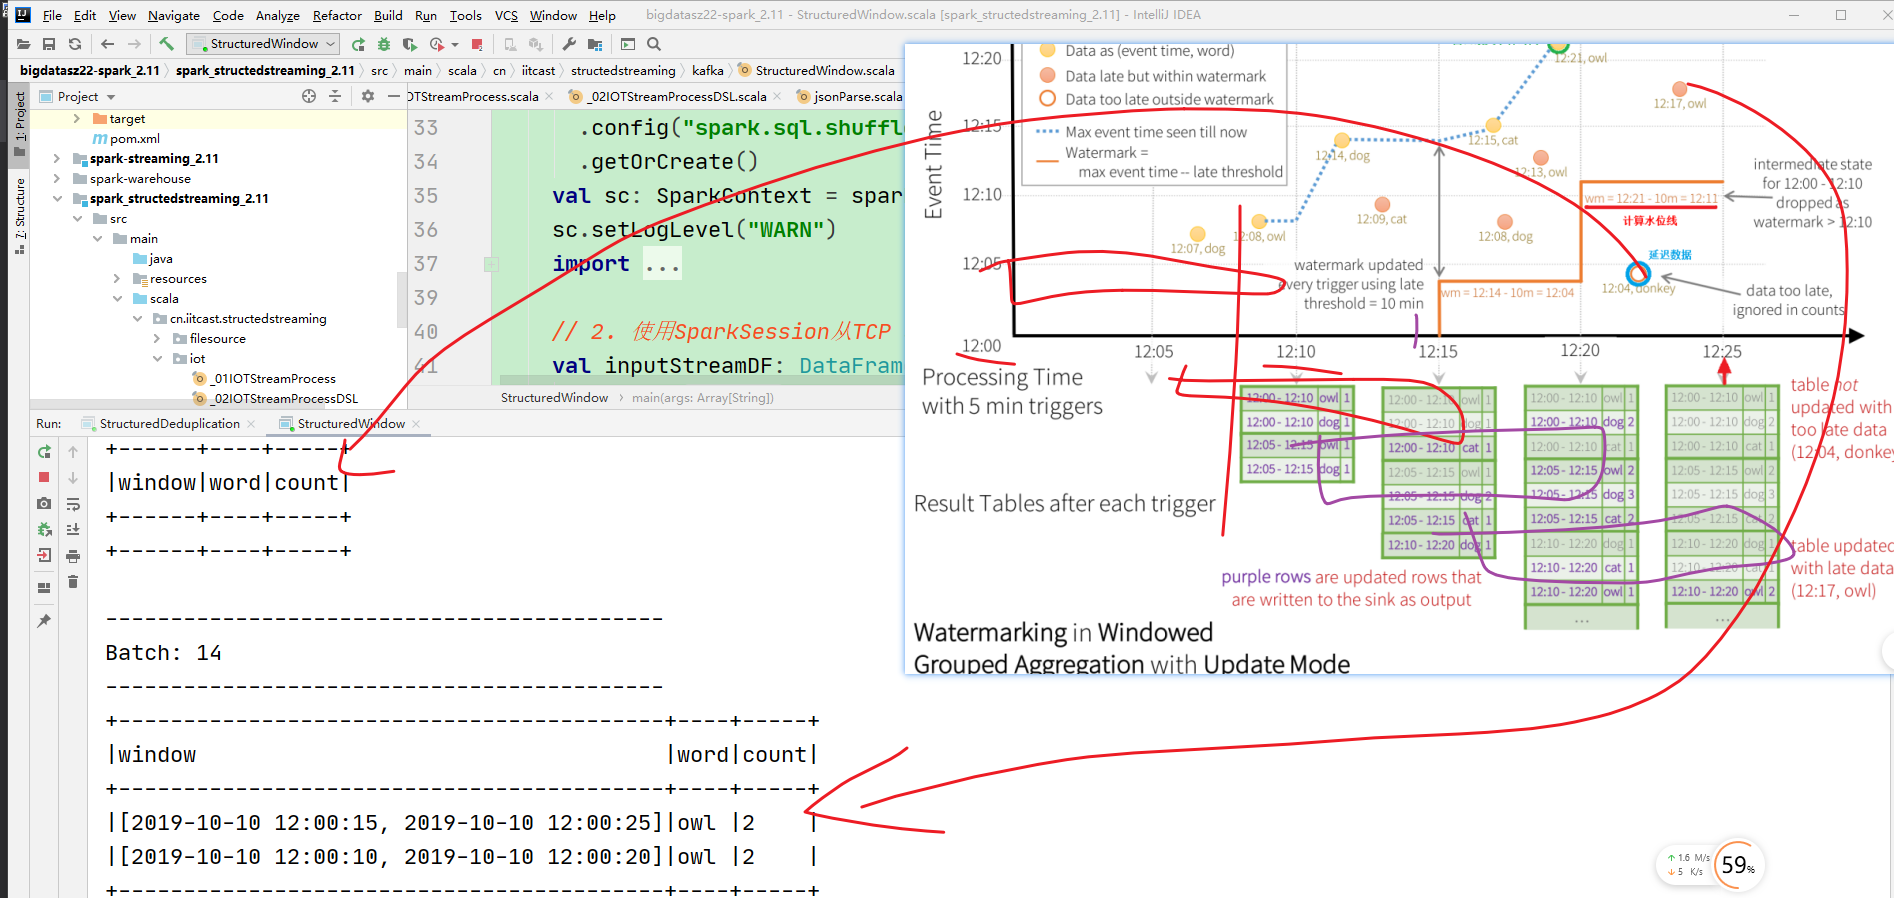 File Edit View Navigate Code Analyze Refactor Build Run Tools VCS Window Help
bigdatasz22-spark_2.11 - StructuredWindow.scala [spark_structedstreaming_2.11] - IntelliJ IDEA
StructuredWindow
bigdatasz22-spark_2.11 spark_structedstreaming_2.11 src main scala cn iitcast structedstreaming kafka StructuredWindow.scala
1: Project
7: Structure
Project
target
pom.xml
spark-streaming_2.11
spark-warehouse
spark_structedstreaming_2.11
src
main
java
resources
scala
cn.iitcast.structedstreaming
filesource
iot
_01IOTStreamProcess
_02IOTStreamProcessDSL
OTStreamProcess.scala _02IOTStreamProcessDSL.scala jsonParse.scala
33 .config("spark.sql.shuffl
34 .getOrCreate()
35 val sc: SparkContext = spar
36 sc.setLogLevel("WARN")
37 import ...
39
40 // 2. 使用SparkSession从TCP
41 val inputStreamDF: DataFram
StructuredWindow main(args: Array[String])
Run: StructuredDeduplication StructuredWindow
+------+----+-----+
|window|word|count|
+------+----+-----+
+------+----+-----+
-------------------------------------------
Batch: 14
-------------------------------------------
+------------------------------------------+----+-----+
|window |word|count|
+------------------------------------------+----+-----+
|[2019-10-10 12:00:15, 2019-10-10 12:00:25]|owl |2 |
|[2019-10-10 12:00:10, 2019-10-10 12:00:20]|owl |2 |
+------------------------------------------+----+-----+
Event Time
12:20
12:15
12:10
12:05
12:00
Data as (event time, word)
Data late but within watermark
Data too late outside watermark
Max event time seen till now
Watermark =
max event time -- late threshold
12:07, dog
12:08, owl
12:14, dog
12:09, cat
12:15, cat
12:08, dog
12:13, owl
12:21, owl
12:17, owl
12:04, donkey
wm = 12:14 - 10m = 12:04
wm = 12:21 - 10m = 12:11
计算水位线
延迟数据
watermark updated
every trigger using late
threshold = 10 min
intermediate state
for 12:00 - 12:10
dropped as
watermark > 12:10
data too late,
ignored in counts
12:05 12:10 12:15 12:20 12:25
Processing Time
with 5 min triggers
Result Tables after each trigger
12:00 - 12:10 owl 1
12:00 - 12:10 dog 1
12:05 - 12:15 owl 1
12:05 - 12:15 dog 1
12:00 - 12:10 owl 1
12:00 - 12:10 dog 1
12:00 - 12:10 cat 1
12:05 - 12:15 owl 1
12:05 - 12:15 dog 2
12:05 - 12:15 cat 1
12:10 - 12:20 dog 1
12:00 - 12:10 owl 1
12:00 - 12:10 dog 2
12:00 - 12:10 cat 1
12:05 - 12:15 owl 2
12:05 - 12:15 dog 3
12:05 - 12:15 cat 2
12:10 - 12:20 dog 1
12:10 - 12:20 cat 1
12:10 - 12:20 owl 1
...
12:00 - 12:10 owl 1
12:00 - 12:10 dog 2
12:00 - 12:10 cat 1
12:05 - 12:15 owl 2
12:05 - 12:15 dog 3
12:05 - 12:15 cat 2
12:10 - 12:20 dog 1
12:10 - 12:20 cat 1
12:10 - 12:20 owl 2
...
table not
updated with
too late data
(12:04, donkey
table updated
with late data
(12:17, owl)
purple rows are updated rows that
are written to the sink as output
Watermarking in Windowed
Grouped Aggregation with Update Mode
↑ 1.6 M/s
↓ 5 K/s
59%